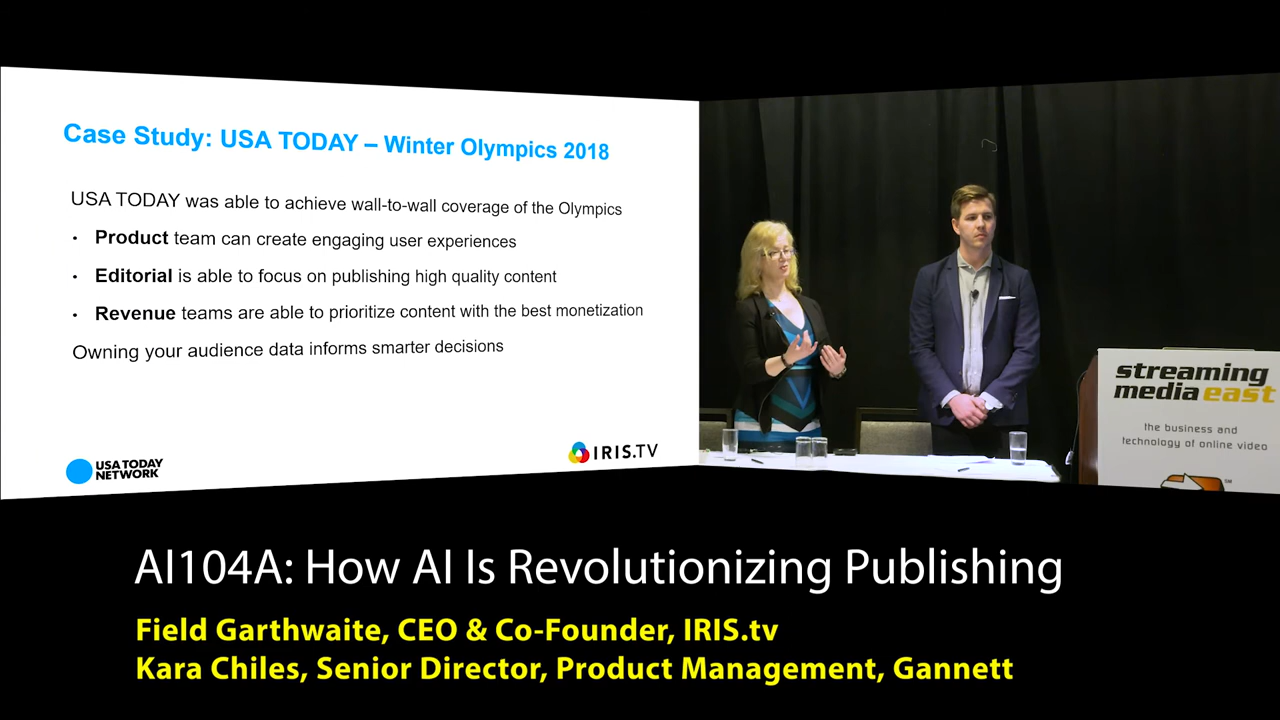 Case Study: USA TODAY – Winter Olympics 2018
USA TODAY was able to achieve wall-to-wall coverage of the Olympics
• Product team can create engaging user experiences
• Editorial is able to focus on publishing high quality content
• Revenue teams are able to prioritize content with the best monetization
Owning your audience data informs smarter decisions
USA TODAY
NETWORK
IRIS.TV
streaming
media east
the business and
technology of online video
SM
AI104A: How AI Is Revolutionizing Publishing
Field Garthwaite, CEO & Co-Founder, IRIS.tv
Kara Chiles, Senior Director, Product Management, Gannett